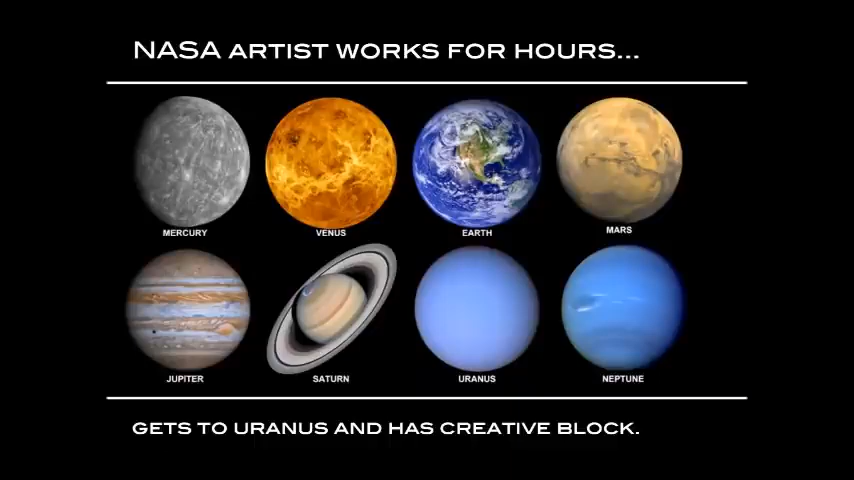 NASA ARTIST WORKS FOR HOURS...
MERCURY VENUS EARTH MARS
JUPITER SATURN URANUS NEPTUNE
GETS TO URANUS AND HAS CREATIVE BLOCK.